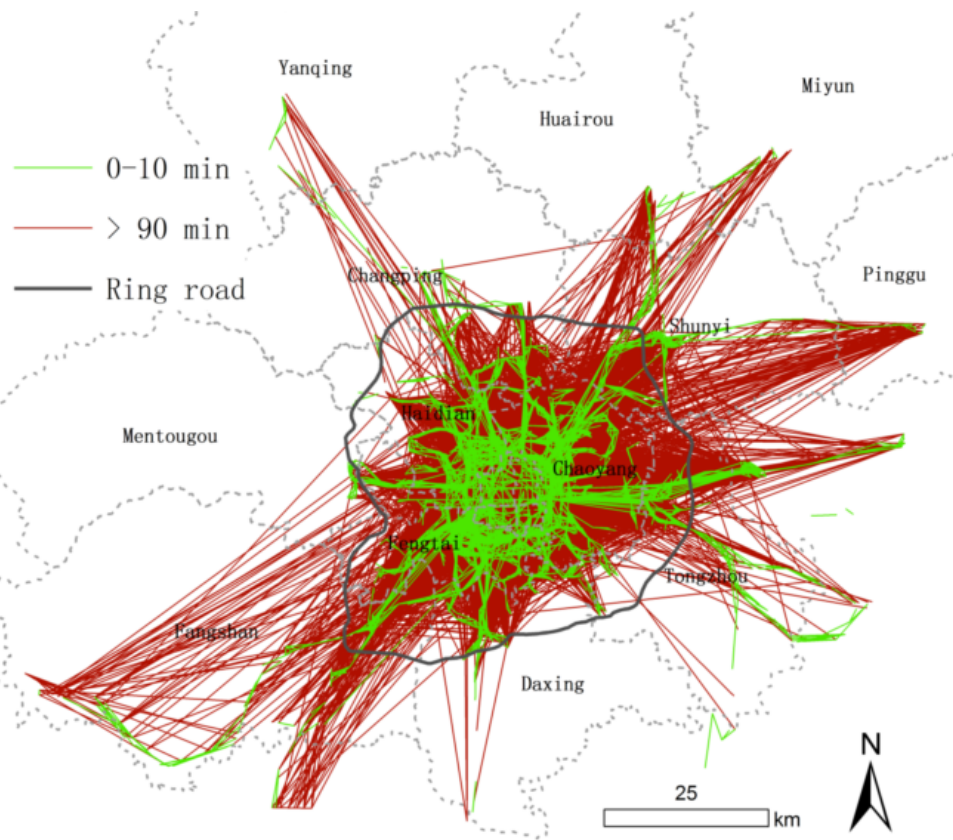 Yanqing
Miyun
Huairou
0-10 min
> 90 min
Ring road
Changping
Pinggu
Shunyi
Haidian
Mentougou
Chaoyang
Fengtai
Tongzhou
Fangshan
Daxing
N
25
km